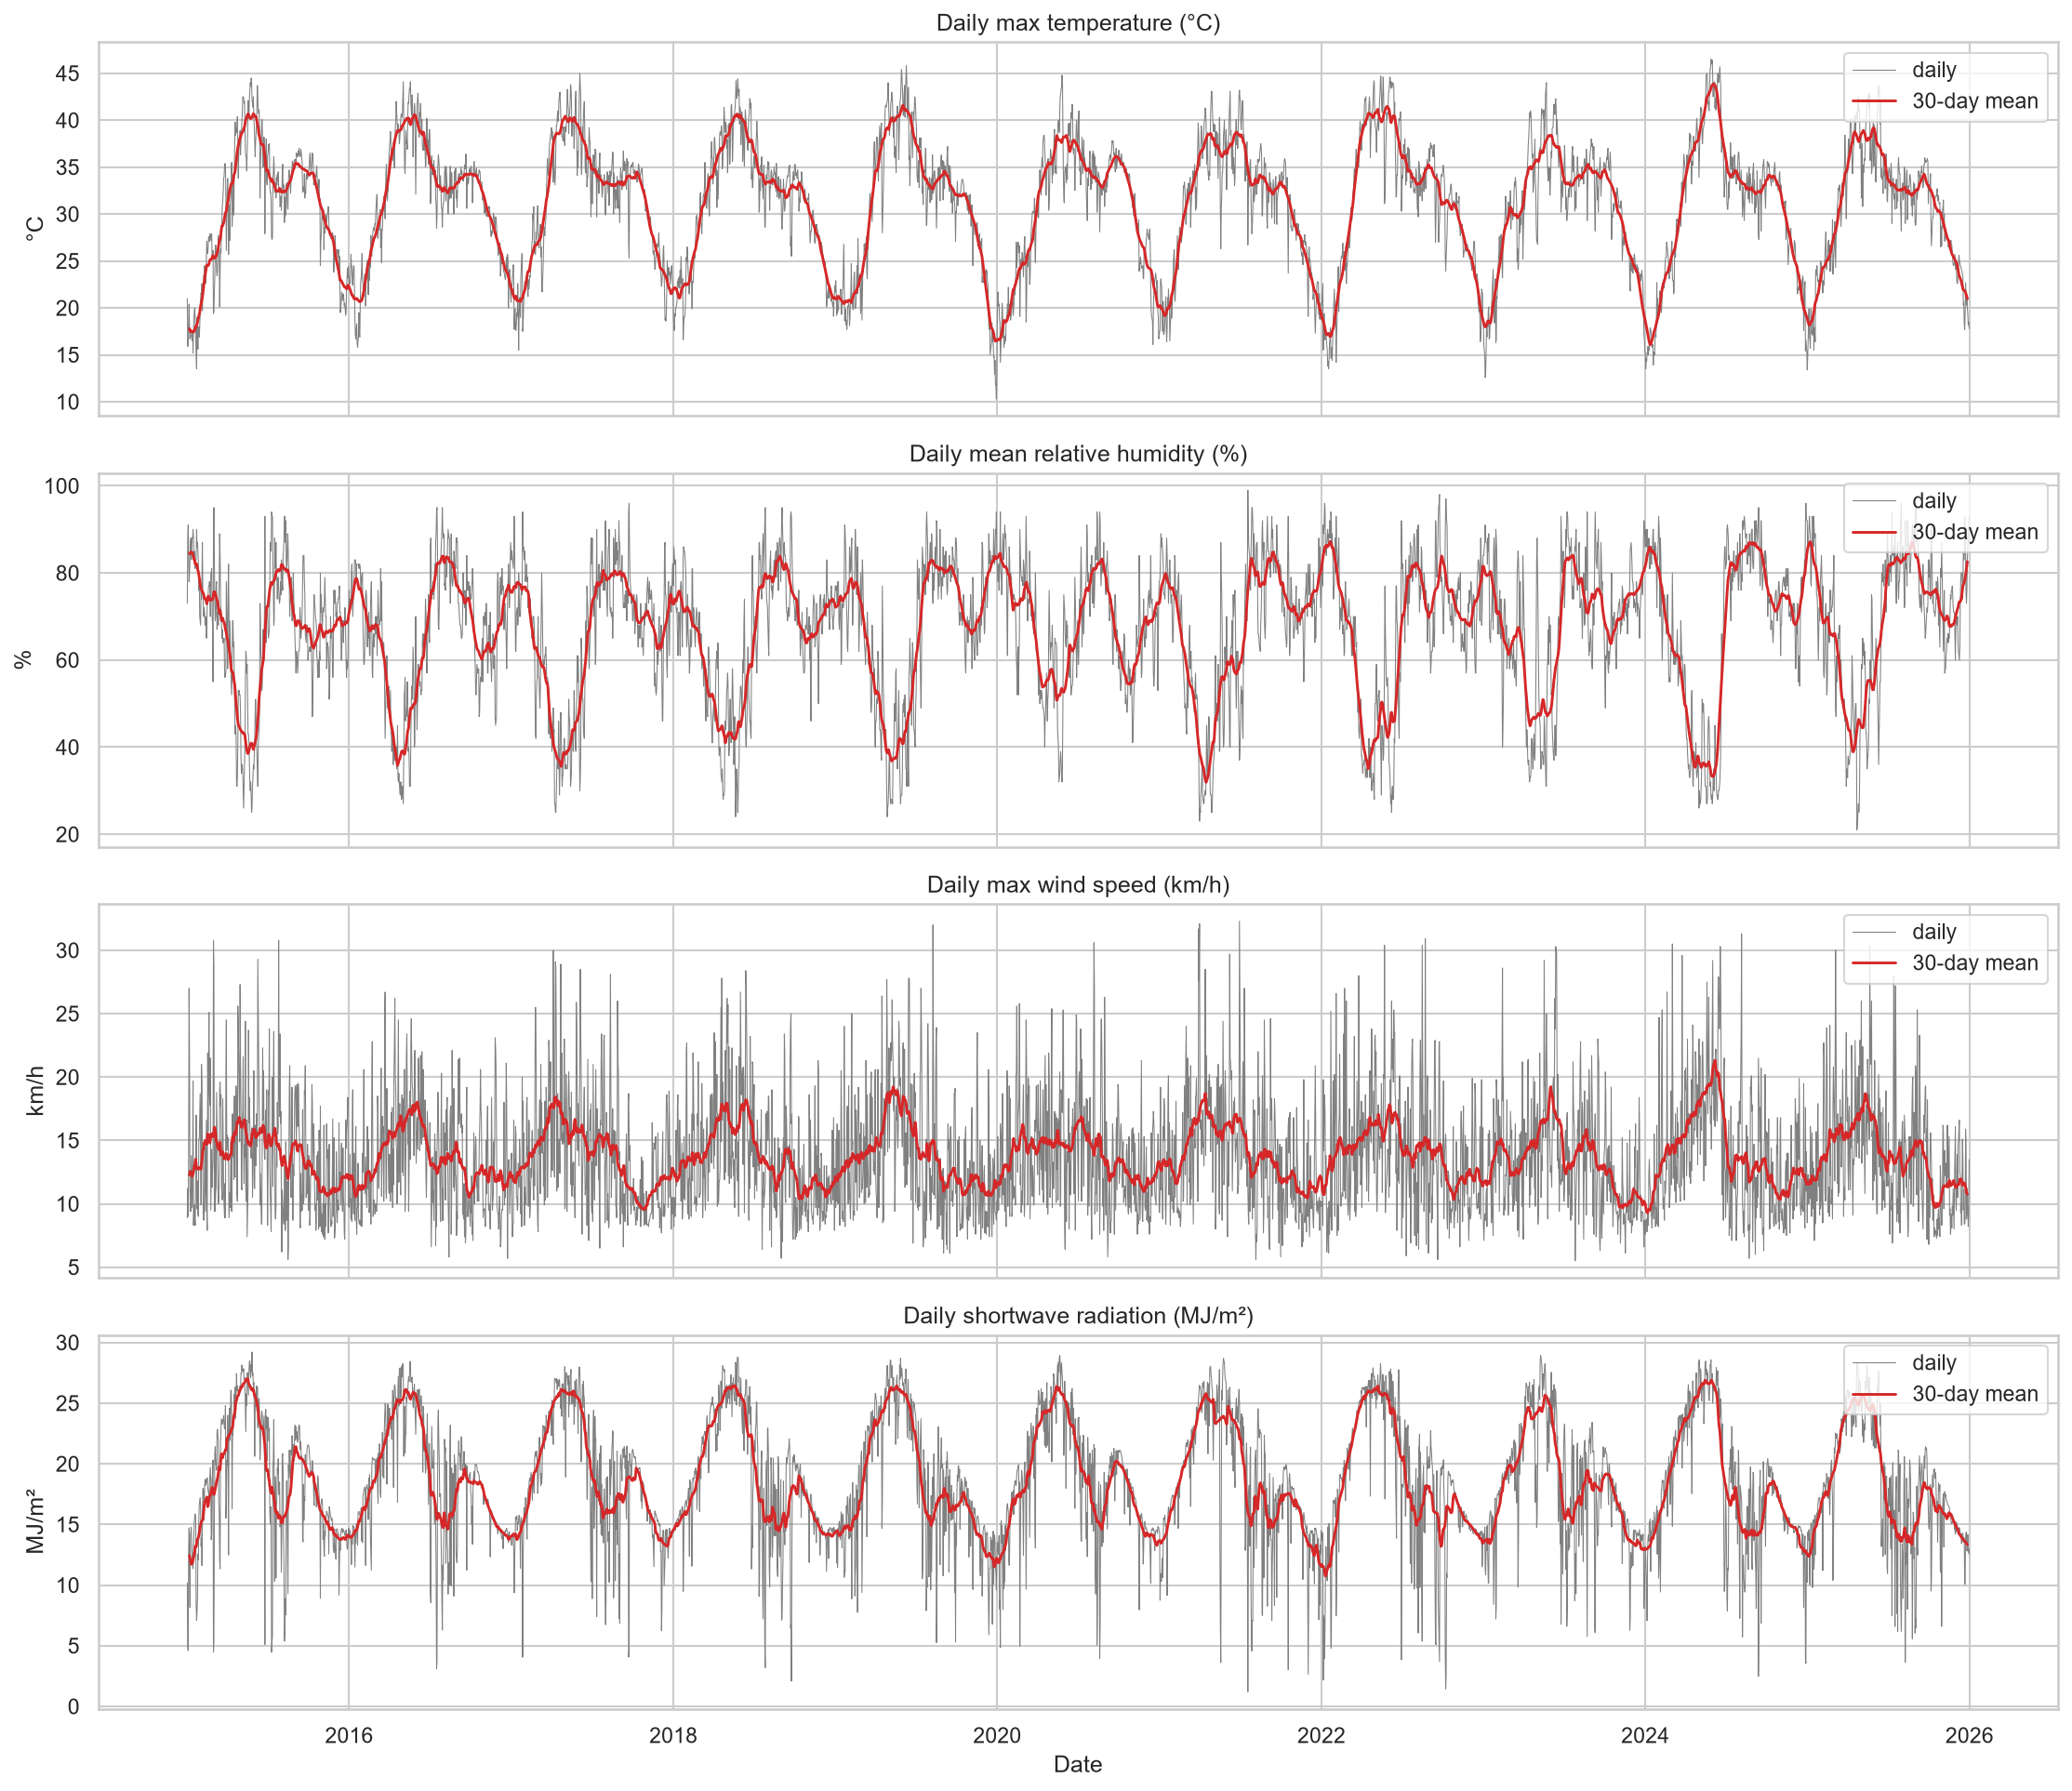 Daily max temperature (°C)
45
40
35
30
25
20
15
10
°C
daily
30-day mean
Daily mean relative humidity (%)
100
80
60
40
20
%
daily
30-day mean
Daily max wind speed (km/h)
30
25
20
15
10
5
km/h
daily
30-day mean
Daily shortwave radiation (MJ/m²)
30
25
20
15
10
5
0
MJ/m²
daily
30-day mean
2016 2018 2020 2022 2024 2026
Date